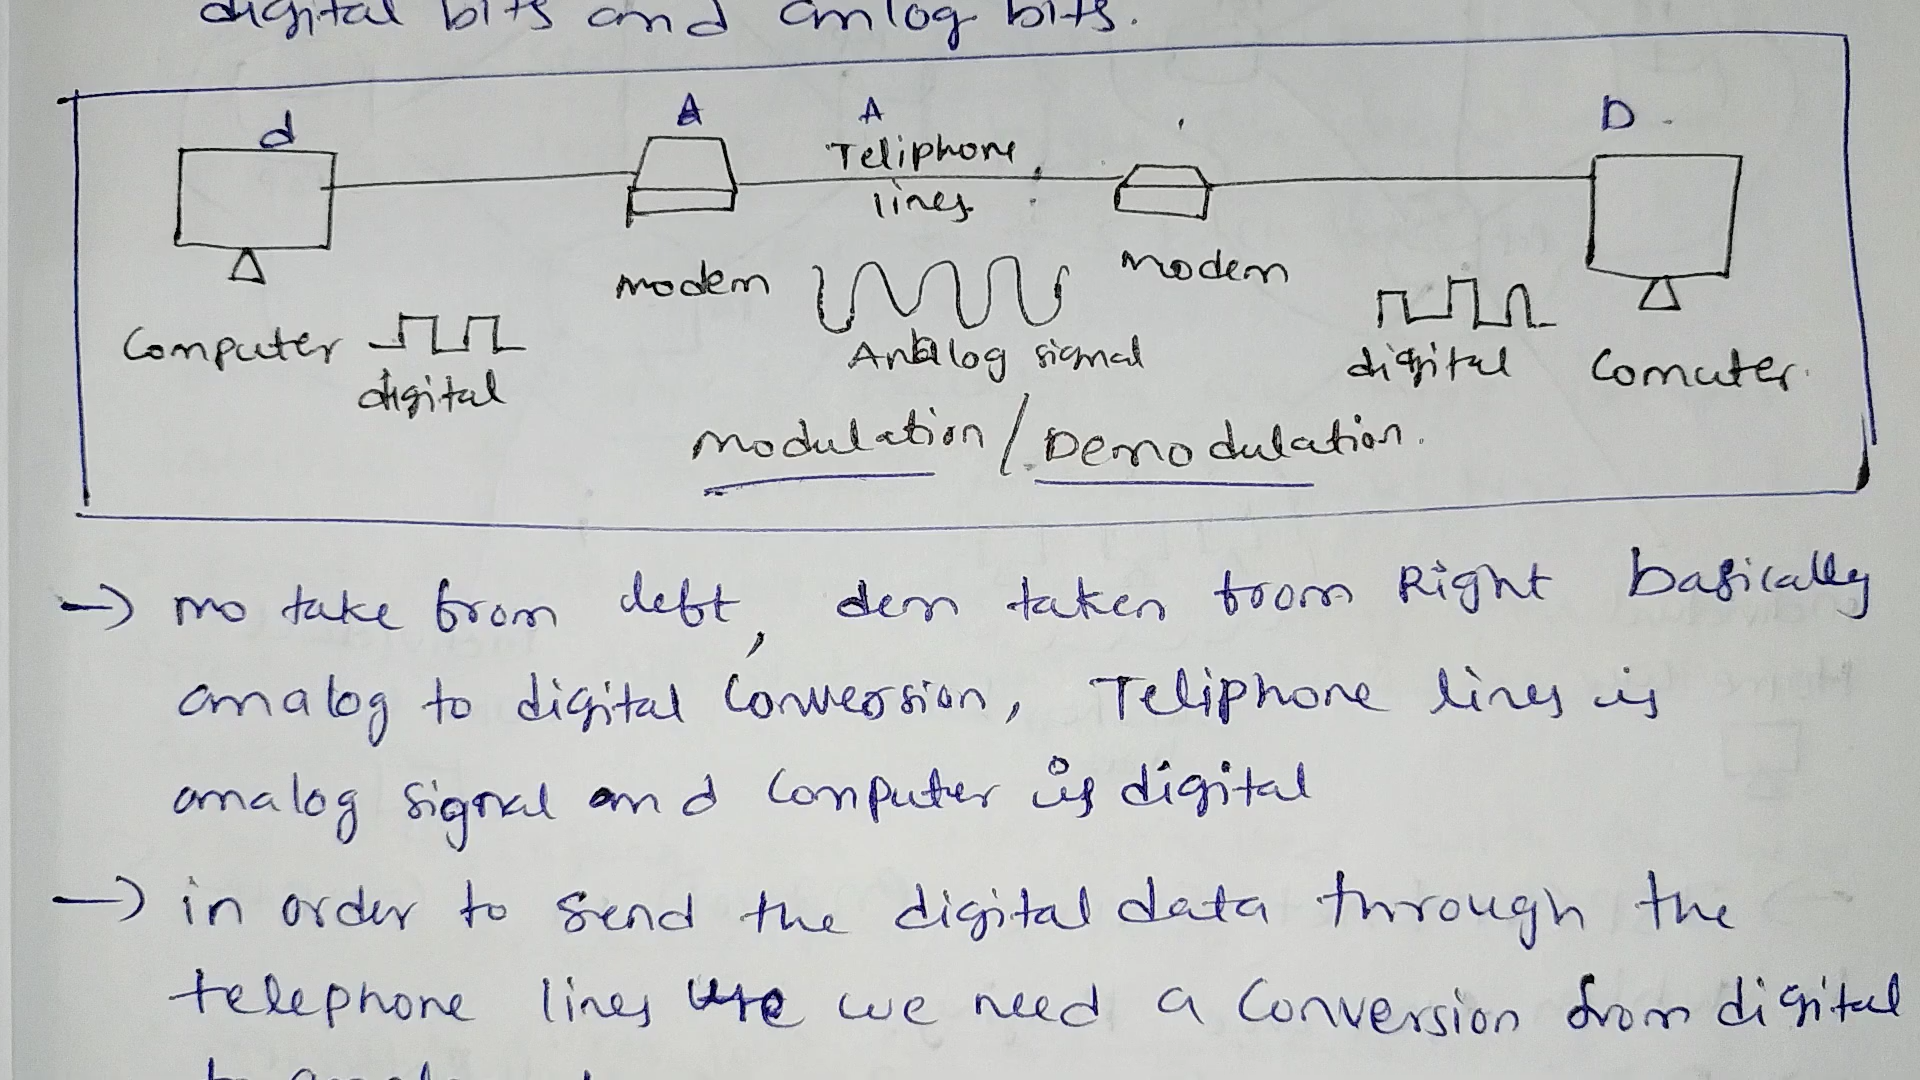 digital bits and anlog bits.
d A A D
Teliphone
lines
modem modem
Computer digital Analog signal digital Comuter.
modulation / Demodulation.
→ mo take from left, dem taken from Right basically
analog to digital Conversion, Teliphone lines is
analog signal and Computer is digital
→ in order to send the digital data through the
telephone lines we need a Conversion from digital